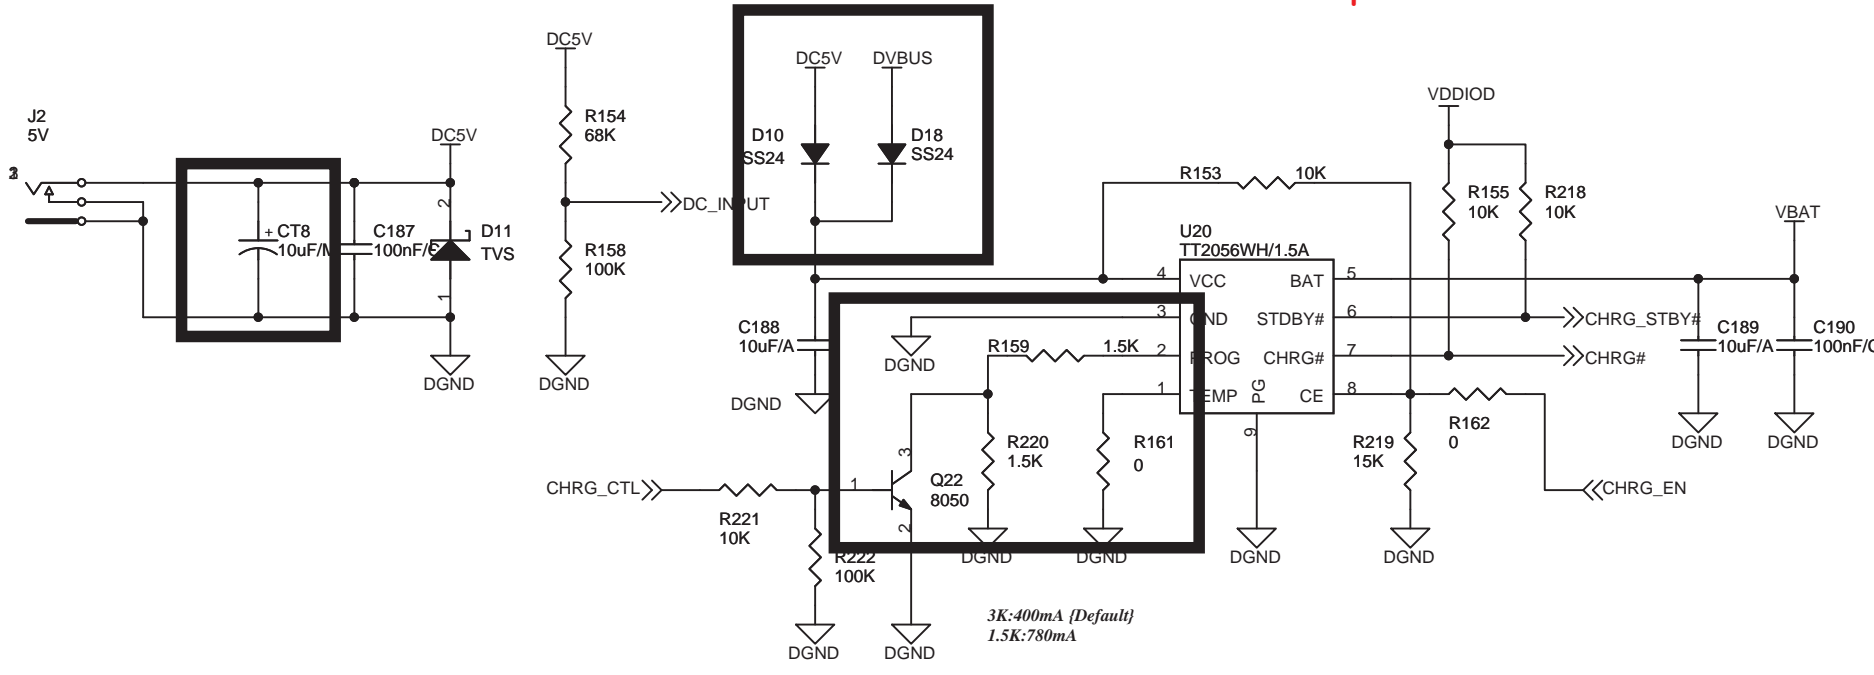 J2
5V
DC5V
2
+ CT8
10uF/
C187
100nF/
D11
TVS
1
DGND
DC5V
R154
68K
DC_INPUT
R158
100K
DGND
DC5V
DVBUS
D10
SS24
D18
SS24
C188
10uF/A
DGND
R153
10K
U20
TT2056WH/1.5A
4
VCC
3
GND
2
PROG
1
TEMP
PG
9
BAT
5
STDBY#
6
CHRG#
7
CE
8
DGND
R159
1.5K
R220
1.5K
DGND
R161
0
DGND
CHRG_CTL
R221
10K
R222
100K
DGND
1
3
2
Q22
8050
DGND
3K:400mA {Default}
1.5K:780mA
DGND
VDDIOD
R155
10K
R218
10K
CHRG_STBY#
CHRG#
R219
15K
DGND
R162
0
CHRG_EN
VBAT
C189
10uF/A
DGND
C190
100nF/
DGND